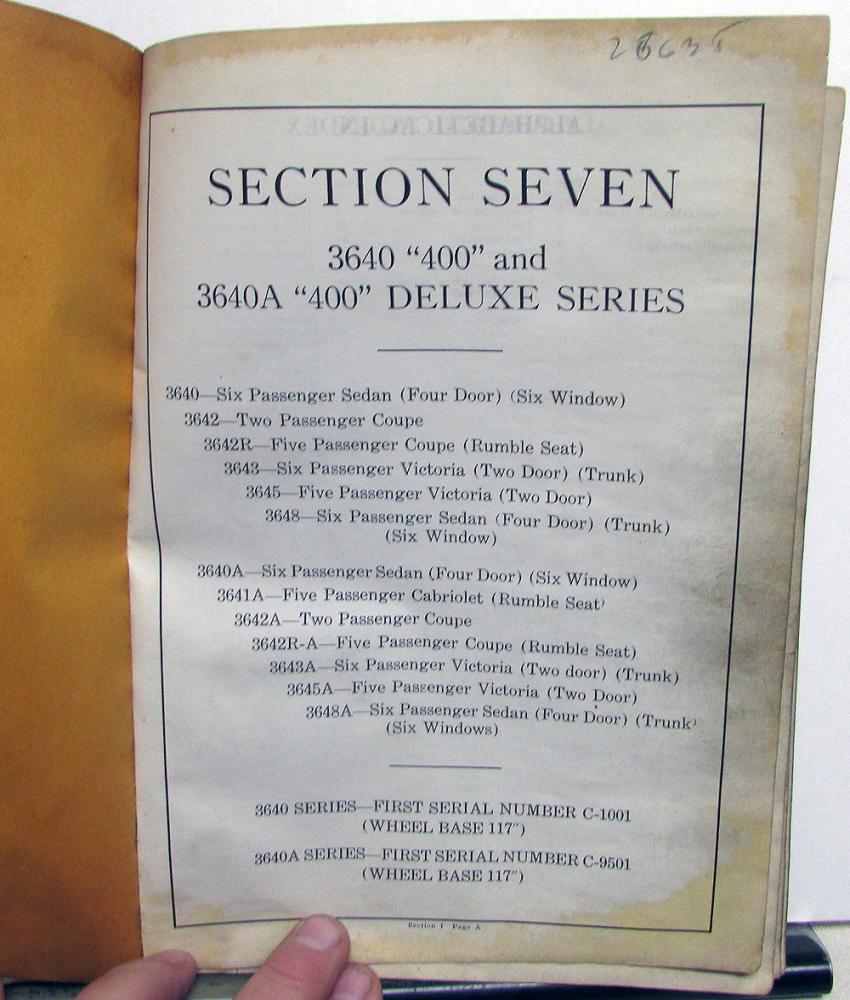 SECTION SEVEN
3640 “400” and
3640A “400” DELUXE SERIES
3640—Six Passenger Sedan (Four Door) (Six Window)
3642—Two Passenger Coupe
3642R—Five Passenger Coupe (Rumble Seat)
3643—Six Passenger Victoria (Two Door) (Trunk)
3645—Five Passenger Victoria (Two Door)
3648—Six Passenger Sedan (Four Door) (Trunk)
(Six Window)
3640A—Six Passenger Sedan (Four Door) (Six Window)
3641A—Five Passenger Cabriolet (Rumble Seat)
3642A—Two Passenger Coupe
3642R-A—Five Passenger Coupe (Rumble Seat)
3643A—Six Passenger Victoria (Two door) (Trunk)
3645A—Five Passenger Victoria (Two Door)
3648A—Six Passenger Sedan (Four Door) (Trunk)
(Six Windows)
3640 SERIES—FIRST SERIAL NUMBER C-1001
(WHEEL BASE 117″)
3640A SERIES—FIRST SERIAL NUMBER C-9501
(WHEEL BASE 117″)
Page A